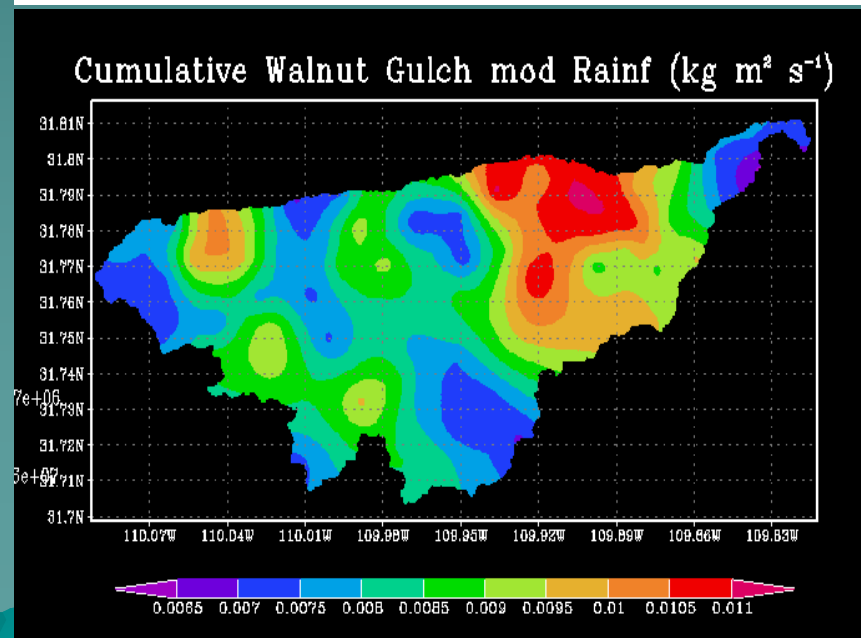 Cumulative Walnut Gulch mod Rainf (kg m² s⁻¹)
31.81N
31.8N
31.79N
31.78N
31.77N
31.76N
31.75N
31.74N
7e+06
31.73N
31.72N
5e+07
31.71N
31.7N
110.07W 110.04W 110.01W 109.98W 109.95W 109.92W 109.89W 109.86W 109.83W
0.0065 0.007 0.0075 0.008 0.0085 0.009 0.0095 0.01 0.0105 0.011